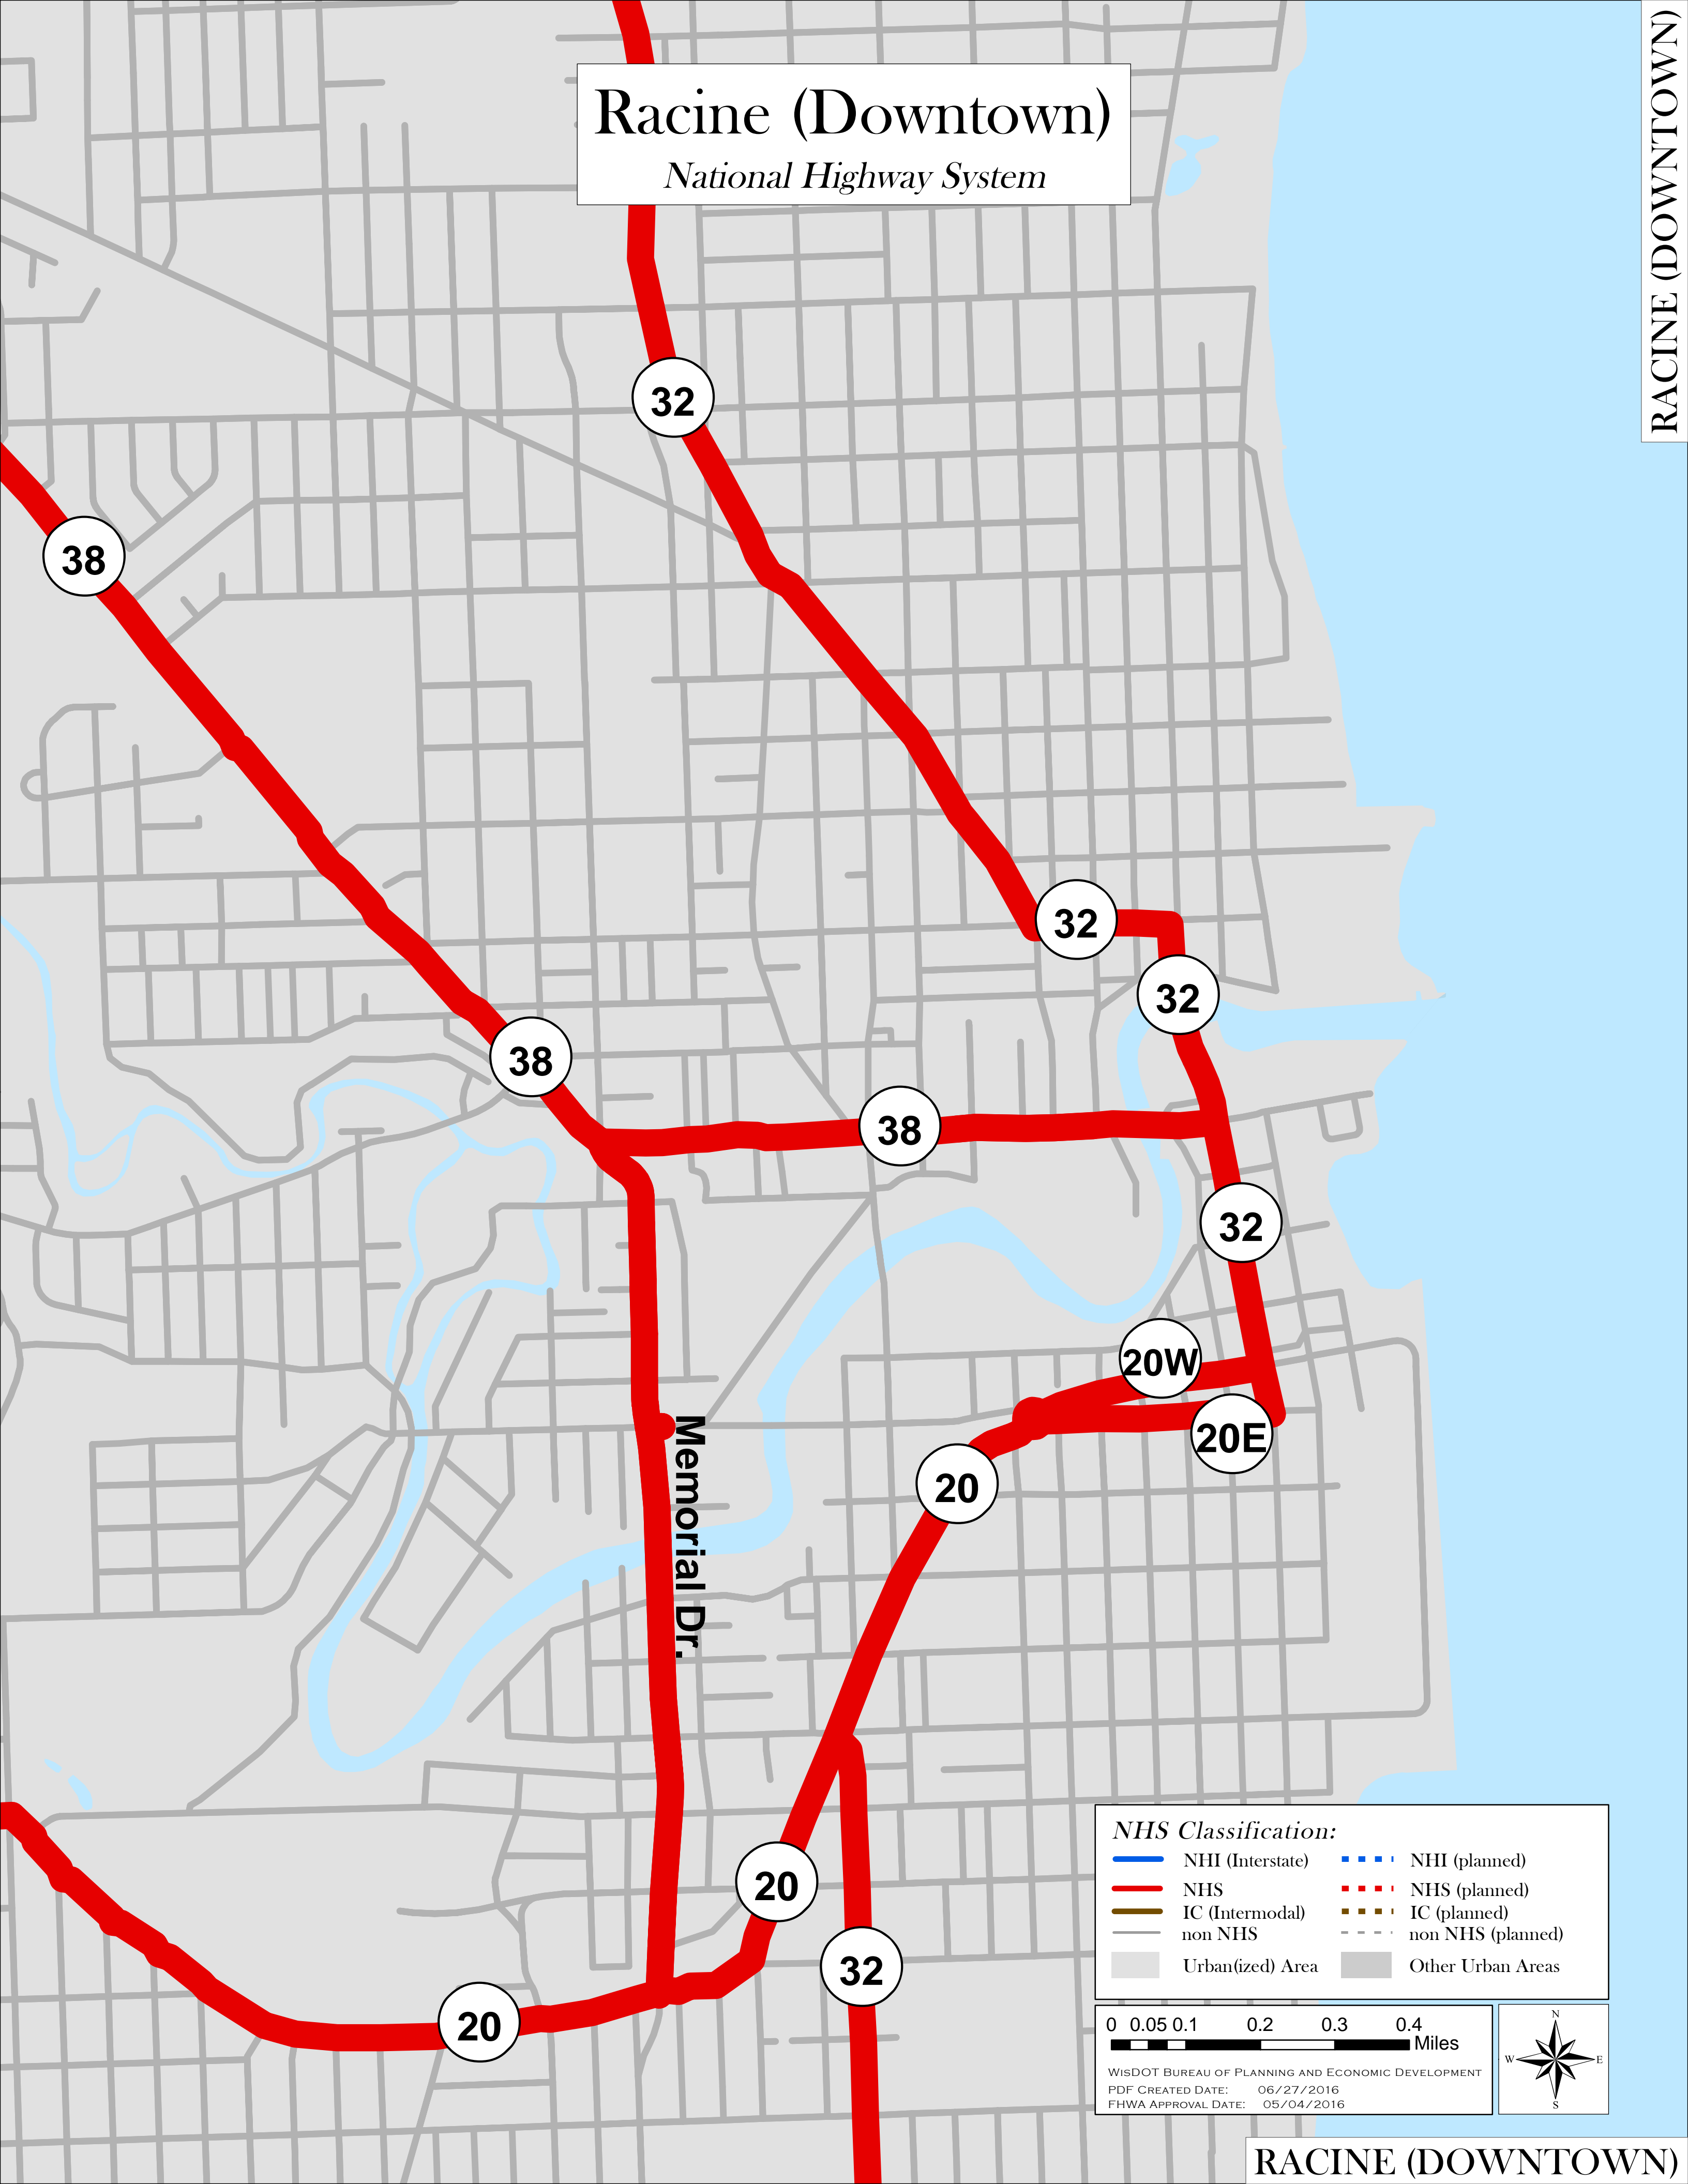 Racine (Downtown)
National Highway System
RACINE (DOWNTOWN)
32
38
32
32
38
38
32
20W
20E
Memorial Dr.
20
20
32
20
NHS Classification:
NHI (Interstate)
NHI (planned)
NHS
NHS (planned)
IC (Intermodal)
IC (planned)
non NHS
non NHS (planned)
Urban(ized) Area
Other Urban Areas
0 0.05 0.1 0.2 0.3 0.4
Miles
WISDOT BUREAU OF PLANNING AND ECONOMIC DEVELOPMENT
PDF CREATED DATE: 06/27/2016
FHWA APPROVAL DATE: 05/04/2016
N
W
E
S
RACINE (DOWNTOWN)